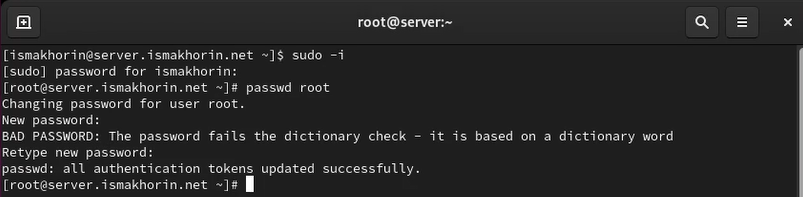 root@server:~
[ismakhorin@server.ismakhorin.net ~]$ sudo -i
[sudo] password for ismakhorin:
[root@server.ismakhorin.net ~]# passwd root
Changing password for user root.
New password:
BAD PASSWORD: The password fails the dictionary check - it is based on a dictionary word
Retype new password:
passwd: all authentication tokens updated successfully.
[root@server.ismakhorin.net ~]#